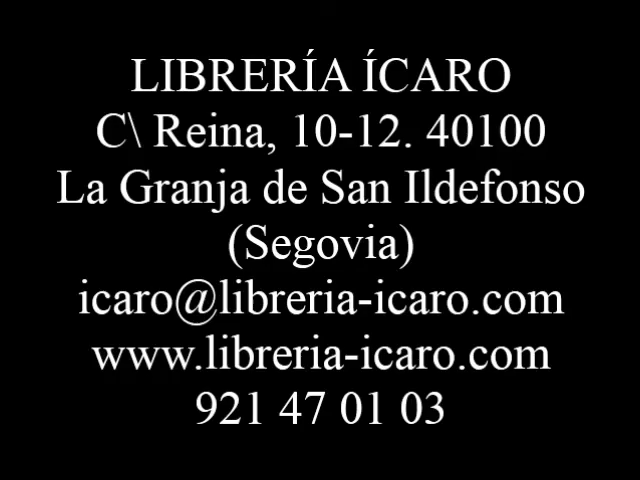 LIBRERÍA ÍCARO
C\ Reina, 10-12. 40100
La Granja de San Ildefonso
(Segovia)
icaro@libreria-icaro.com
www.libreria-icaro.com
921 47 01 03